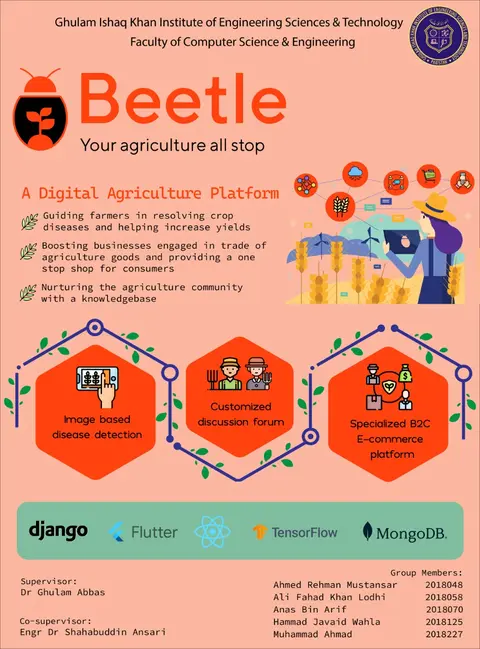 Ghulam Ishaq Khan Institute of Engineering Sciences & Technology
Faculty of Computer Science & Engineering
Beetle
Your agriculture all stop
A Digital Agriculture Platform
Guiding farmers in resolving crop
diseases and helping increase yields
Boosting businesses engaged in trade of
agriculture goods and providing a one
stop shop for consumers
Nurturing the agriculture community
with a knowledgebase
Image based
disease detection
Customized
discussion forum
Specialized B2C
E-commerce
platform
django
Flutter
TensorFlow
MongoDB.
Supervisor:
Dr Ghulam Abbas
Co-supervisor:
Engr Dr Shahabuddin Ansari
Group Members:
Ahmed Rehman Mustansar 2018048
Ali Fahad Khan Lodhi 2018058
Anas Bin Arif 2018070
Hammad Javaid Wahla 2018125
Muhammad Ahmad 2018227